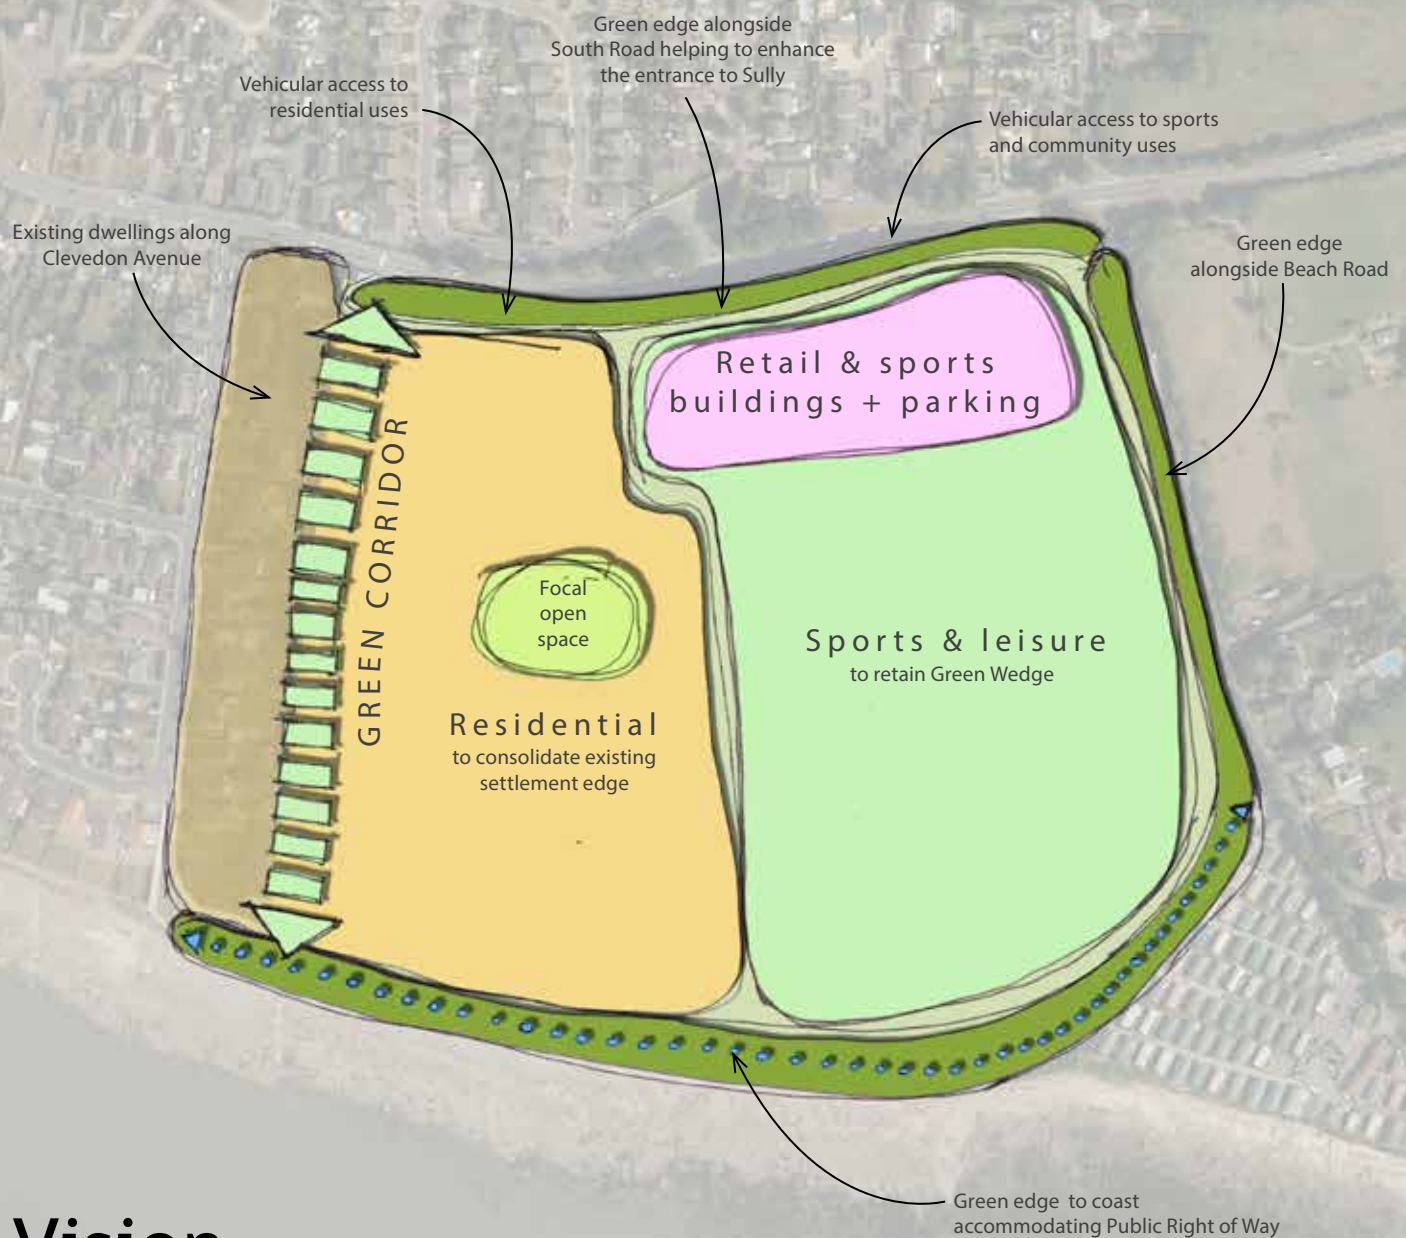 Green edge alongside
South Road helping to enhance
the entrance to Sully
Vehicular access to
residential uses
Vehicular access to sports
and community uses
Existing dwellings along
Clevedon Avenue
Green edge
alongside Beach Road
Retail & sports
buildings + parking
GREEN CORRIDOR
Focal
open
space
Sports & leisure
to retain Green Wedge
Residential
to consolidate existing
settlement edge
Green edge to coast
accommodating Public Right of Way
Vision